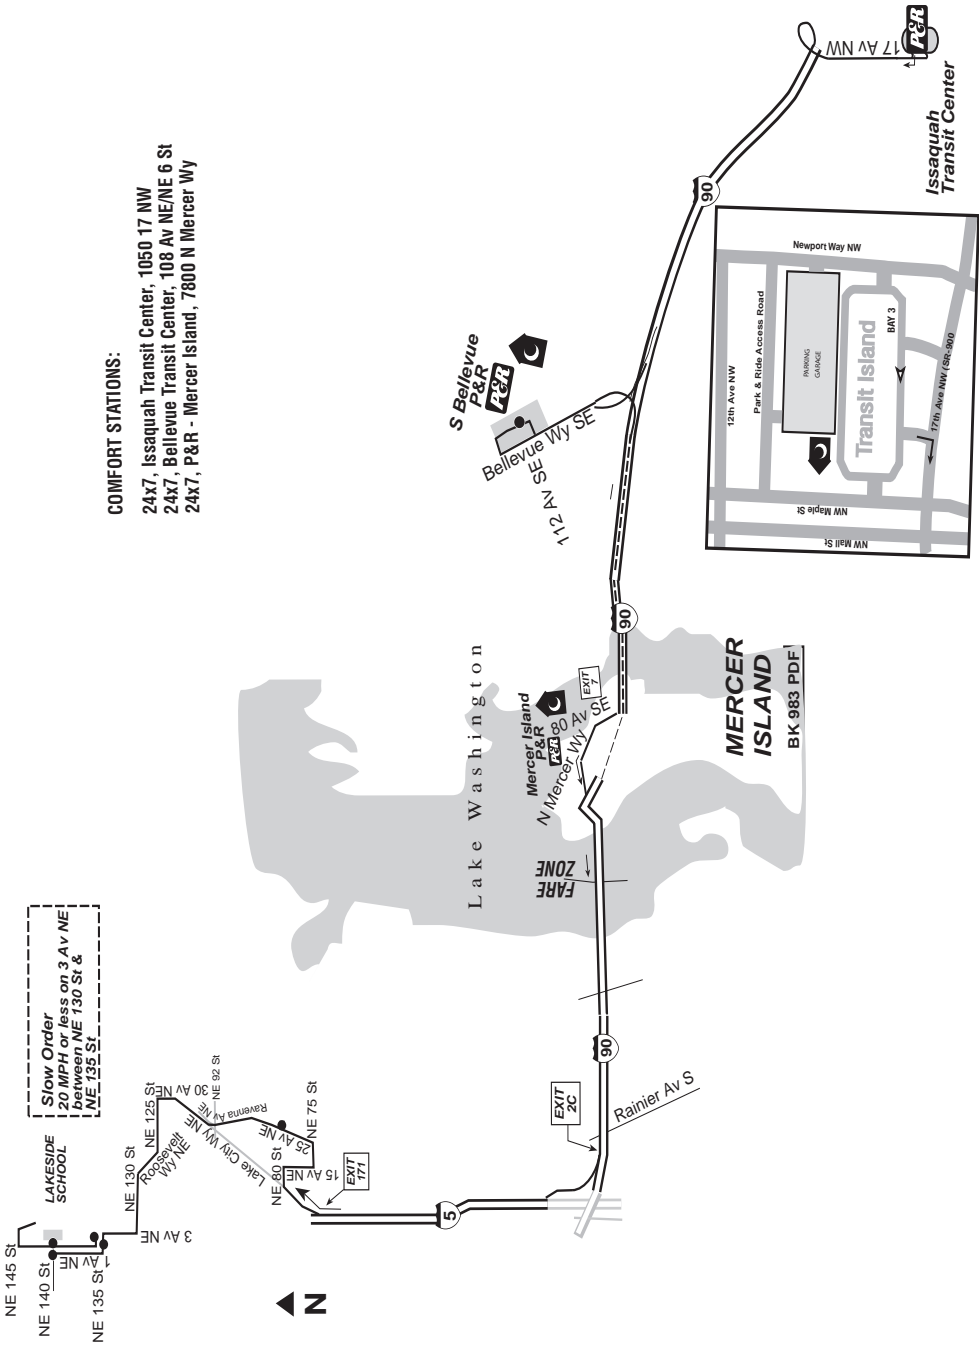 COMFORT STATIONS:
24x7, Issaquah Transit Center, 1050 17 NW
24x7, Bellevue Transit Center, 108 Av NE/NE 6 St
24x7, P&R - Mercer Island, 7800 N Mercer Wy
Slow Order
20 MPH or less on 3 Av NE
between NE 130 St &
NE 135 St
LAKESIDE
SCHOOL
NE 145 St
NE 140 St
NE 135 St
1 Av NE
3 Av NE
NE 130 St
Roosevelt
Wy NE
NE 125 St
30 Av NE
NE 92 St
Lake City Wy NE
Ravenna Av NE
25 Av NE
NE 75 St
NE 80 St
15 Av NE
EXIT
171
5
N
EXIT
2C
Rainier Av S
90
FARE
ZONE
Lake Washington
Mercer Island
P&R
P&R
N Mercer Wy
80 Av SE
EXIT
7
MERCER
ISLAND
BK 983 PDF
90
S Bellevue
P&R
P&R
Bellevue Wy SE
112 Av SE
90
17 Av NW
P&R
Issaquah
Transit Center
Newport Way NW
12th Ave NW
Park & Ride Access Road
PARKING
GARAGE
Transit Island
BAY 3
17th Ave NW (SR-900
NW Maple St
NW Mall St